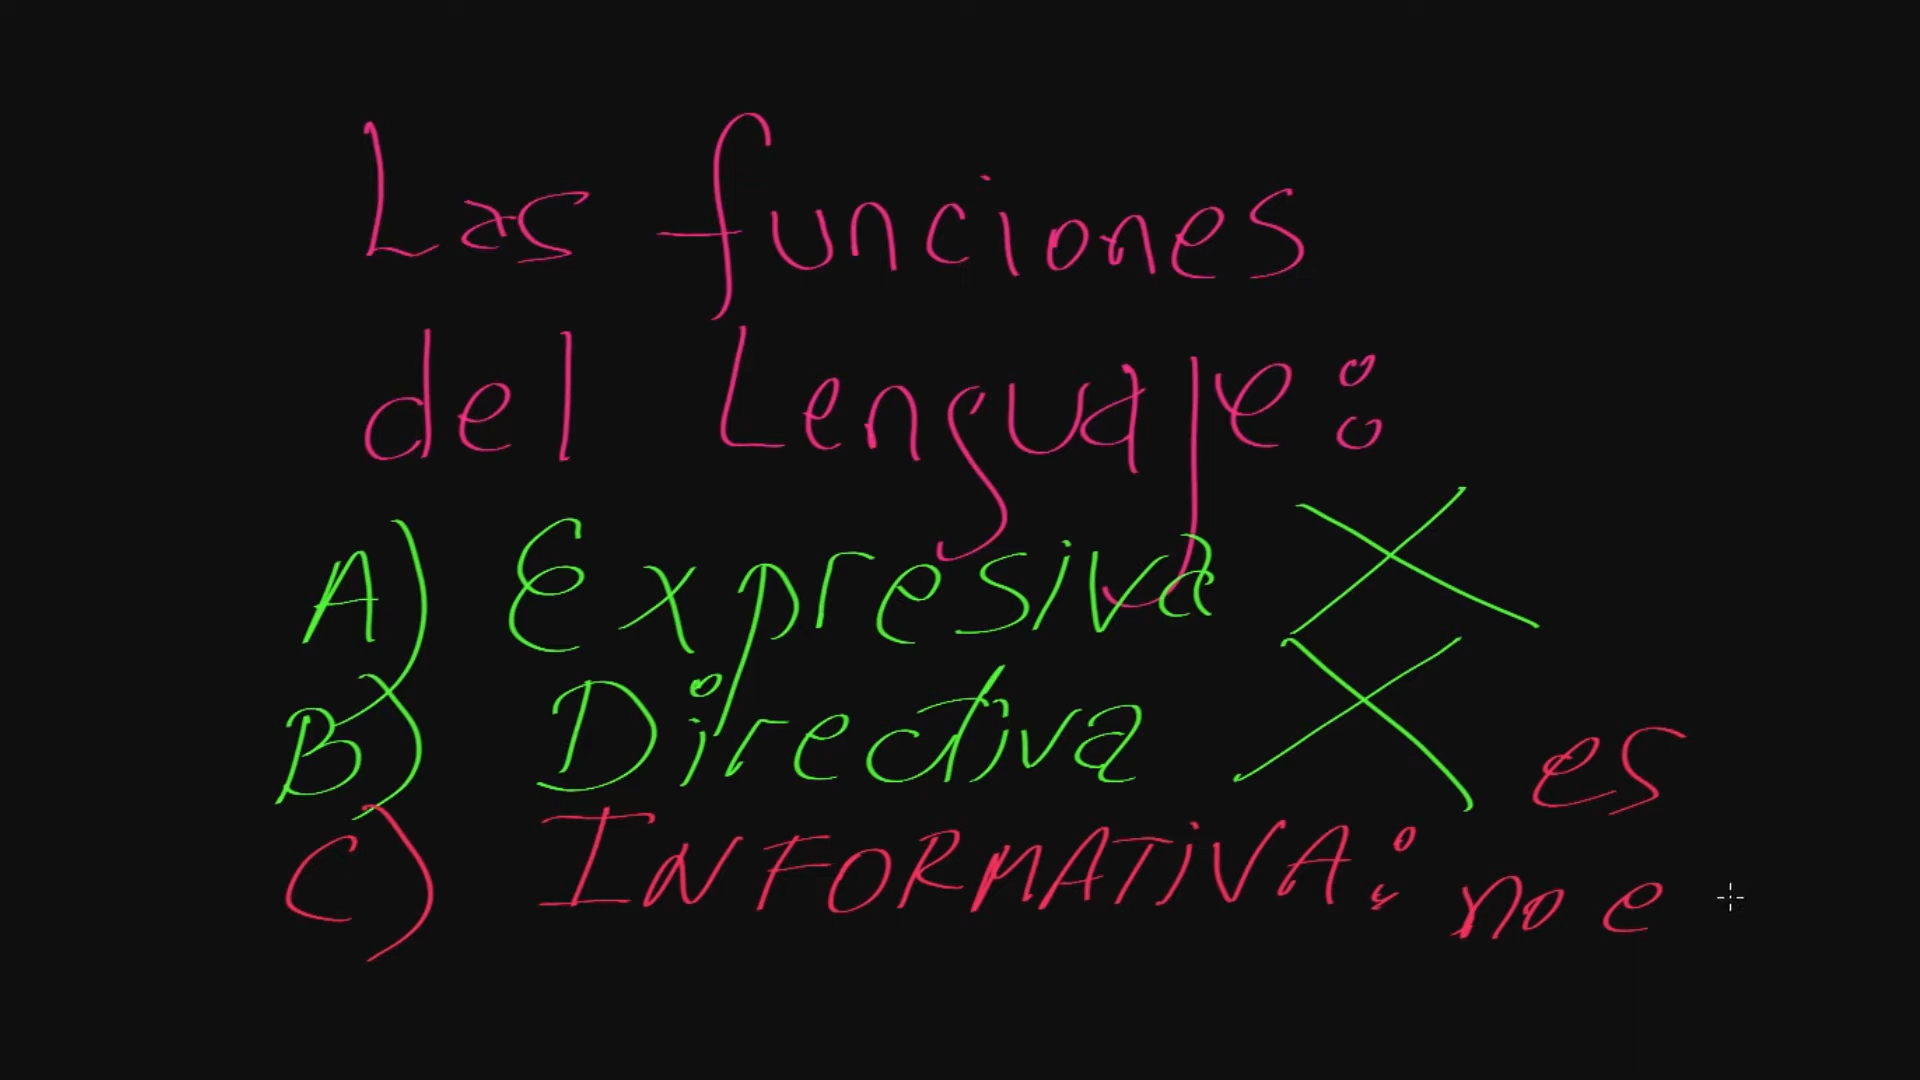 Las funciones
del Lenguaje:
A) Expresiva
B) Directiva
es
C) INFORMATIVA: no e